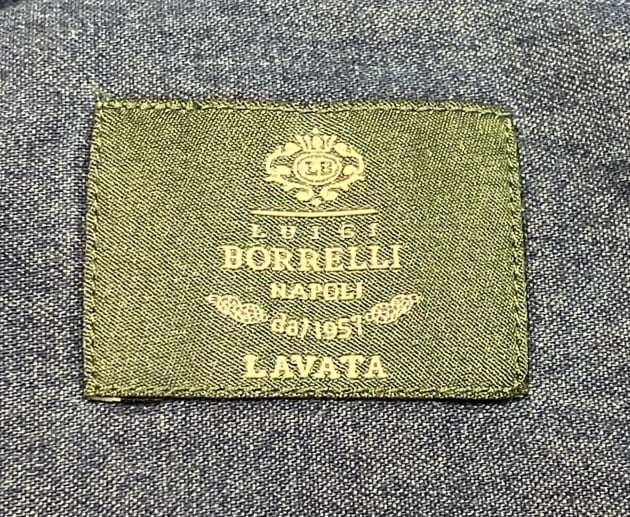 LB
LUIGI
BORRELLI
NAPOLI
dal 1957
LAVATA